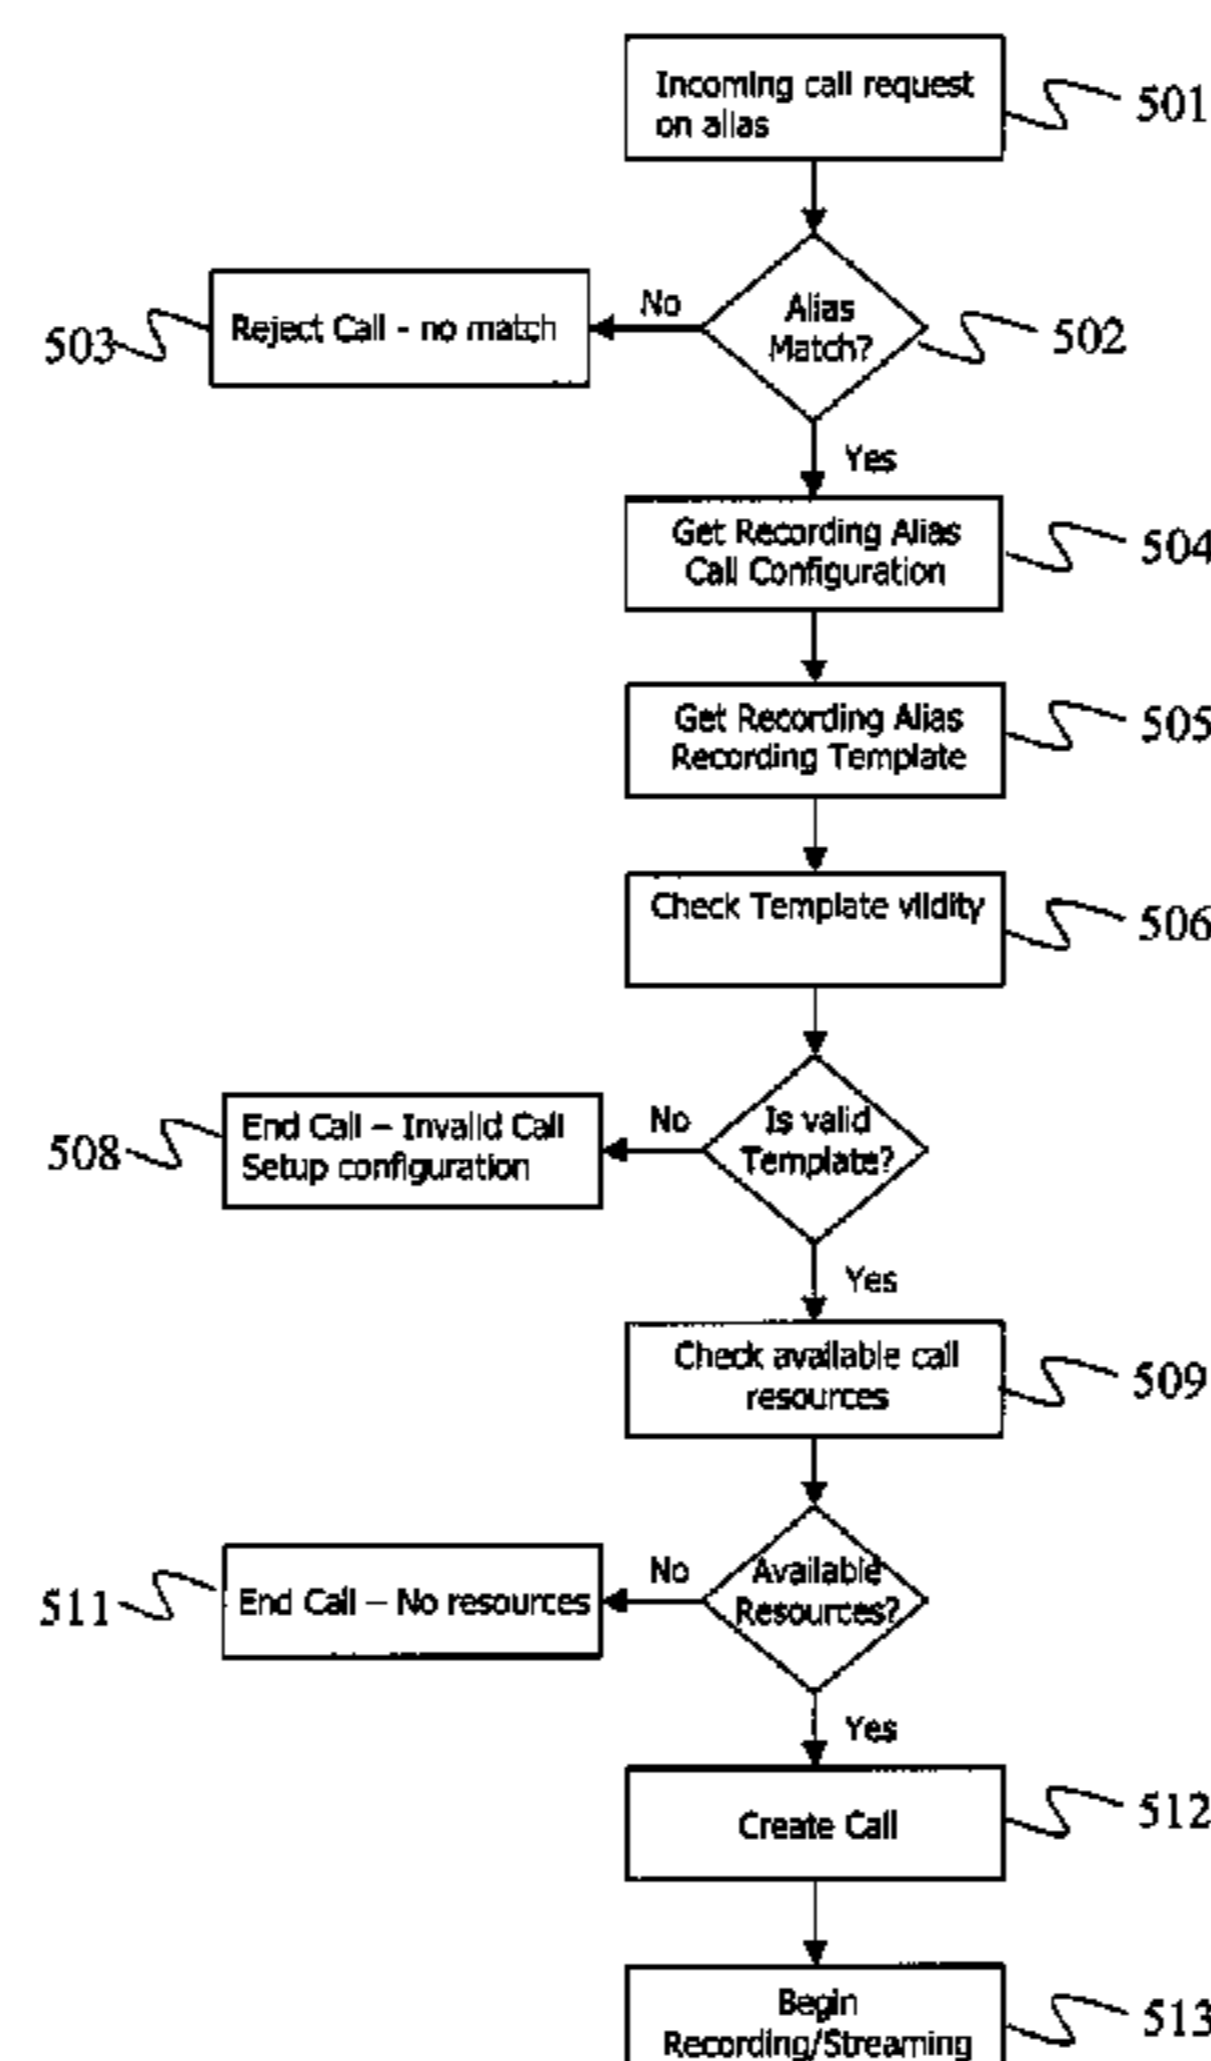 Incoming call request
on alias
501
No
Alias
Match?
502
Reject Call - no match
503
Yes
Get Recording Alias
Call Configuration
504
Get Recording Alias
Recording Template
505
Check Template vildity
506
No
Is valid
Template?
End Call – Invalid Call
Setup configuration
508
Yes
Check available call
resources
509
No
Available
Resources?
End Call – No resources
511
Yes
Create Call
512
Begin
Recording/Streaming
513